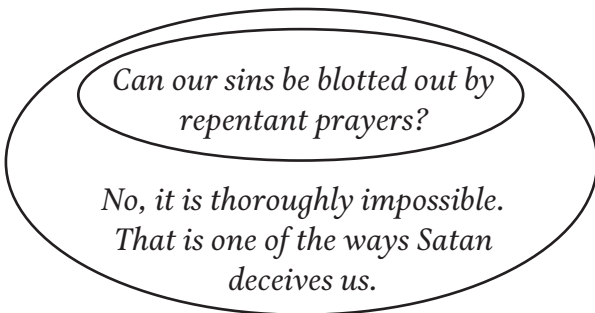 Can our sins be blotted out by
repentant prayers?
No, it is thoroughly impossible.
That is one of the ways Satan
deceives us.